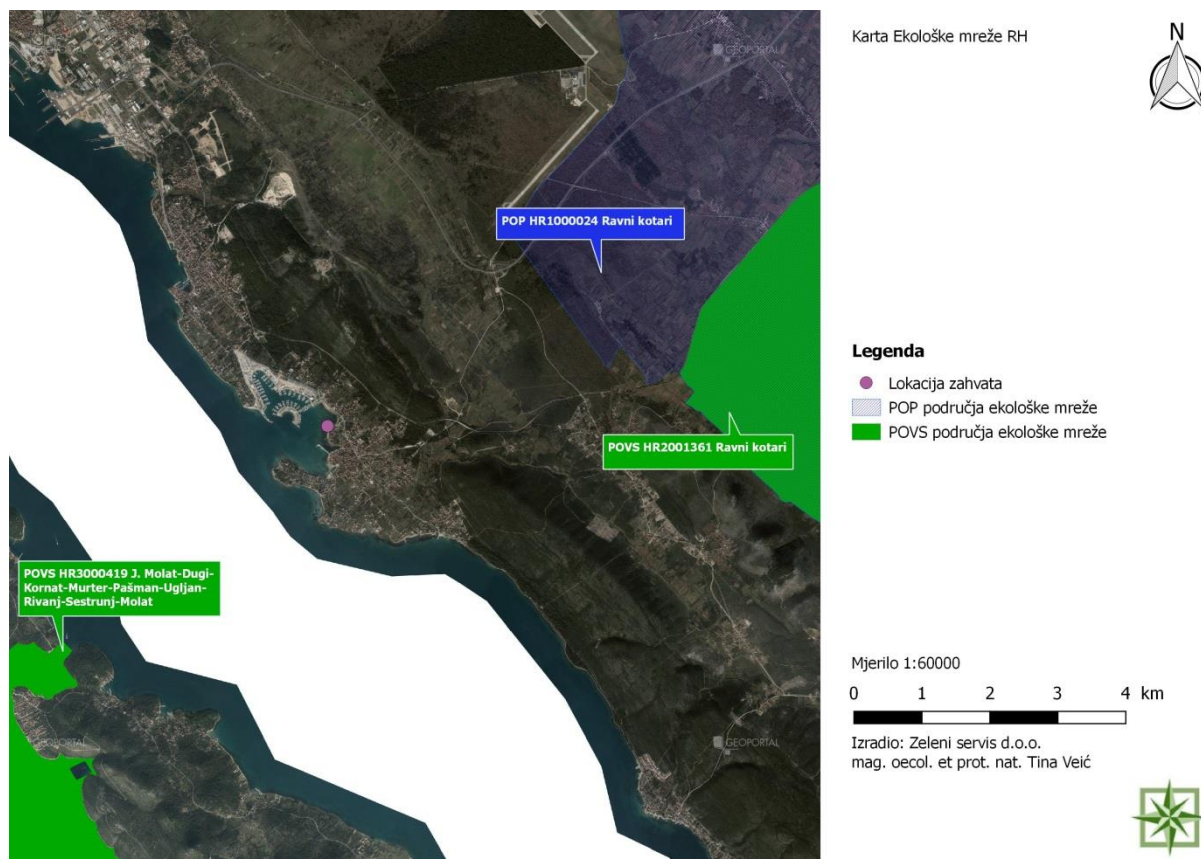 Karta Ekološke mreže RH
N
GEOPORTAL
POP HR1000024 Ravni kotari
POVS HR2001361 Ravni kotari
POVS HR3000419 J. Molat-Dugi-
Kornat-Murter-Pašman-Ugljan-
Rivanj-Sestrunj-Molat
GEOPORTAL
GEOPORTAL
Legenda
Lokacija zahvata
POP područja ekološke mreže
POVS područja ekološke mreže
Mjerilo 1:60000
0 1 2 3 4 km
Izradio: Zeleni servis d.o.o.
mag. oecol. et prot. nat. Tina Veić